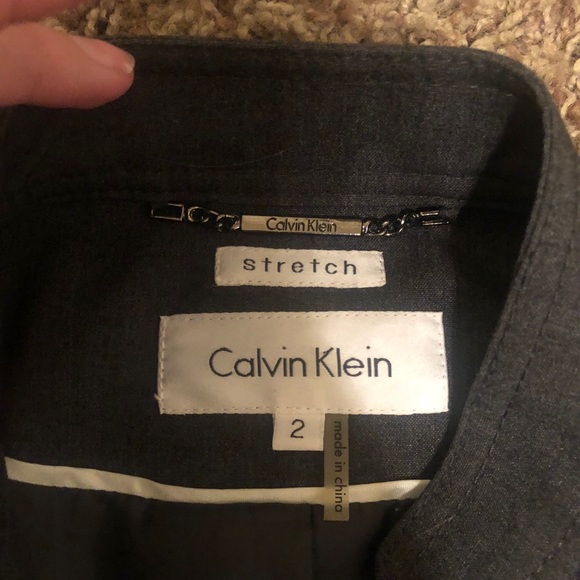 Calvin Klein
stretch
Calvin Klein
2
made in china